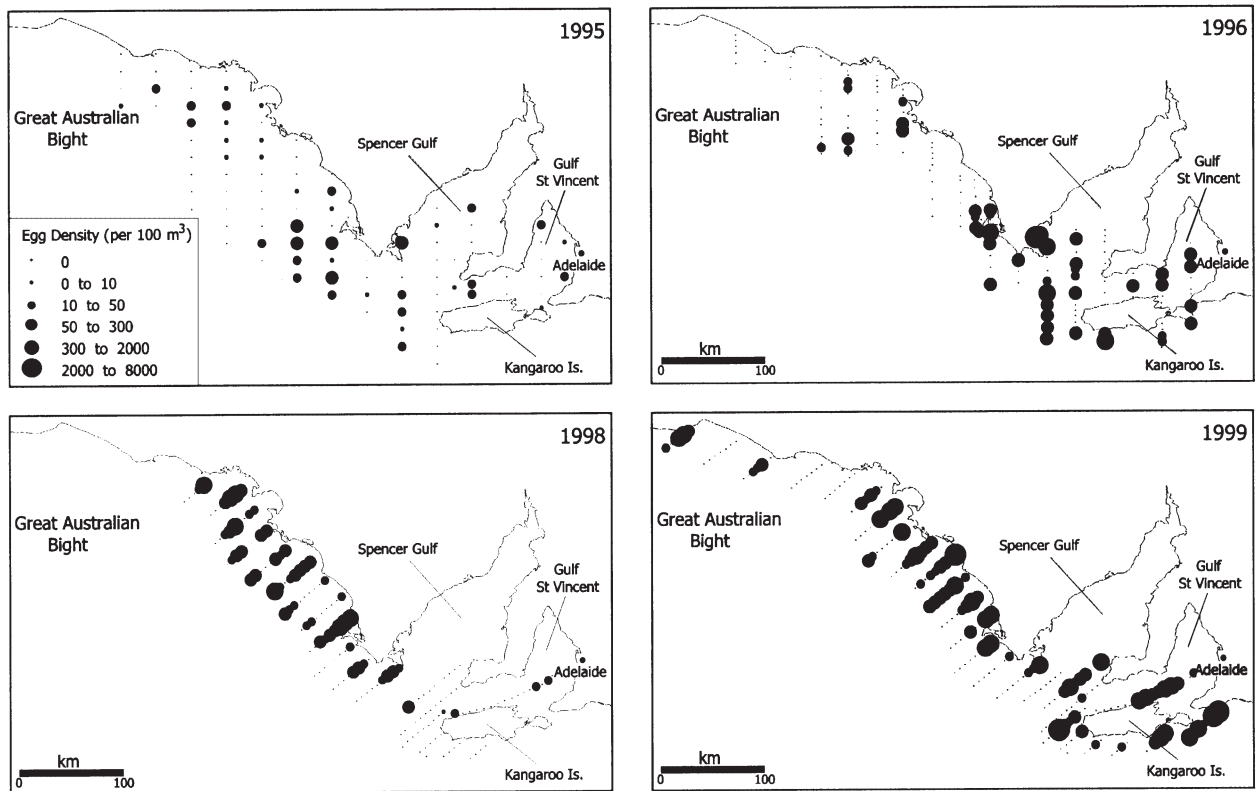 1995
Great Australian
Bight
Spencer Gulf
Gulf
St Vincent
Egg Density (per 100 m³)
0
0 to 10
10 to 50
50 to 300
300 to 2000
2000 to 8000
Adelaide
Kangaroo Is.
1996
Great Australian
Bight
Spencer Gulf
Gulf
St Vincent
Adelaide
km
0 100
Kangaroo Is.
1998
Great Australian
Bight
Spencer Gulf
Gulf
St Vincent
Adelaide
km
0 100
Kangaroo Is.
1999
Great Australian
Bight
Spencer Gulf
Gulf
St Vincent
Adelaide
km
0 100
Kangaroo Is.